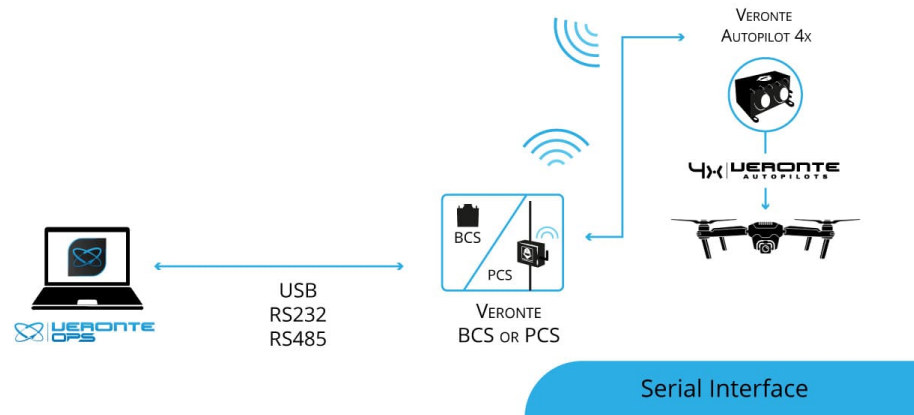 Veronte
Autopilot 4x
4x VERONTE
AUTOPILOTS
BCS
PCS
USB
RS232
RS485
Veronte
BCS or PCS
VERONTE
OPS
Serial Interface